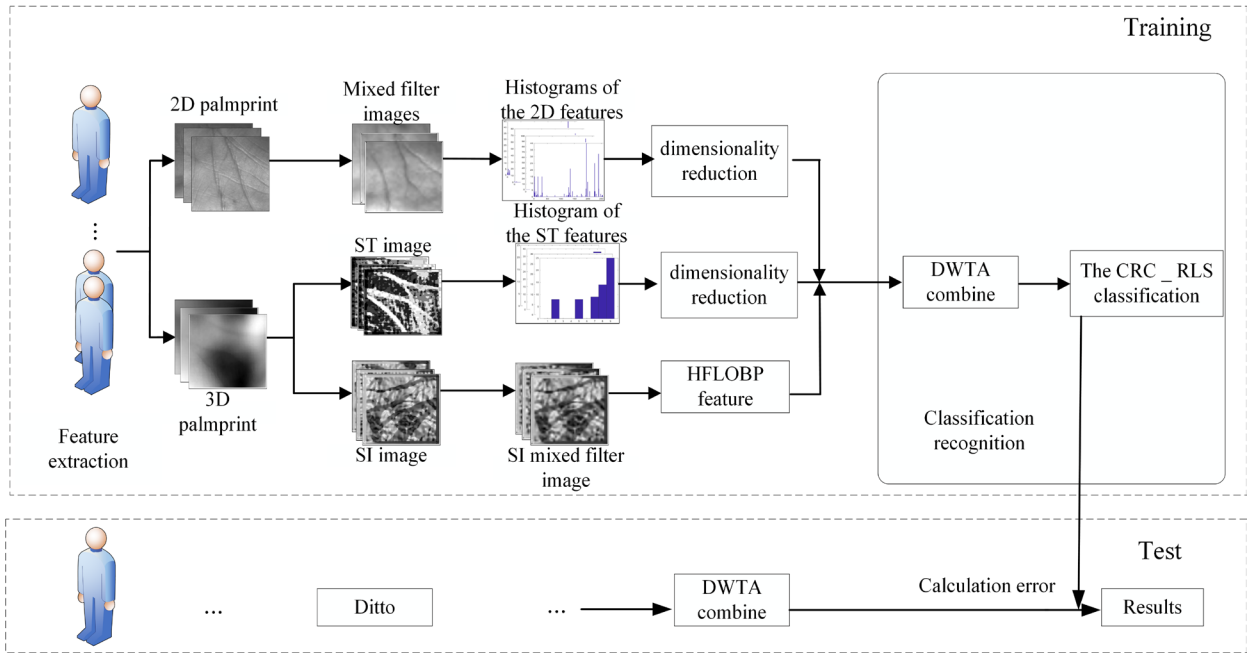 Training
2D palmprint
Mixed filter
images
Histograms of
the 2D features
dimensionality
reduction
Histogram of
the ST features
ST image
dimensionality
reduction
DWTA
combine
The CRC _ RLS
classification
3D
palmprint
HFLOBP
feature
SI image
SI mixed filter
image
Feature
extraction
Classification
recognition
Test
...
Ditto
...
DWTA
combine
Calculation error
Results